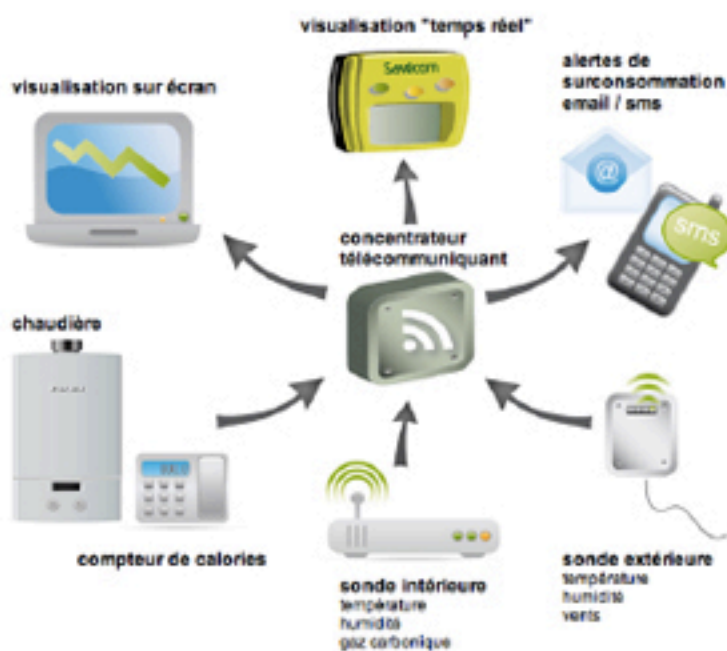 visualisation "temps réel"
Savecom
alertes de
surconsommation
email / sms
visualisation sur écran
@
sms
concentrateur
télécommuniquant
chaudière
compteur de calories
sonde intérieure
température
humidité
gaz carbonique
sonde extérieure
température
humidité
vents